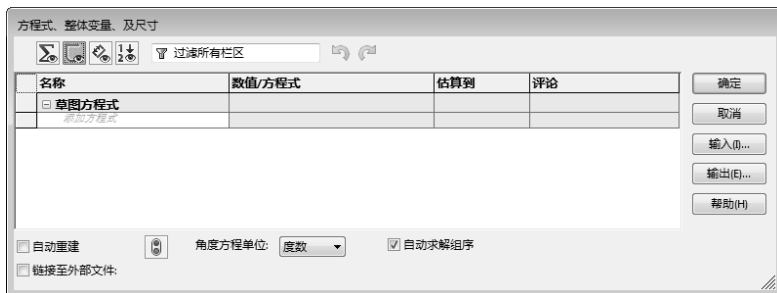 方程式、整体变量、及尺寸
过滤所有栏区
名称 数值/方程式 估算到 评论 确定
草图方程式
添加方程式 取消
输入(I)...
输出(E)...
帮助(H)
自动重建 角度方程单位: 度数 自动求解组序
链接至外部文件: